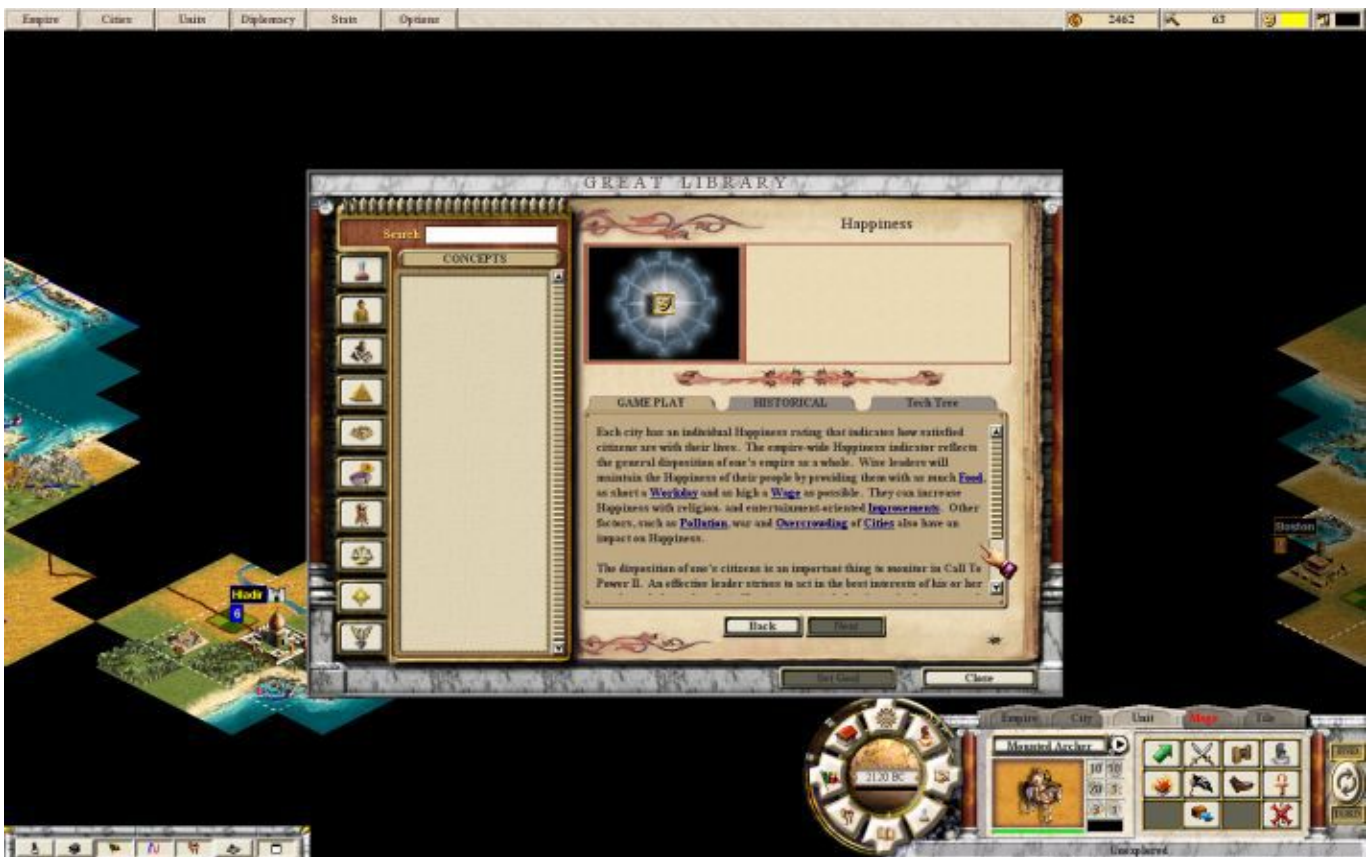 Empire Cities Units Diplomacy Stats Options 2462 63
GREAT LIBRARY
Search
CONCEPTS
Happiness
GAME PLAY HISTORICAL Tech Tree
Each city has an individual Happiness rating that indicates how satisfied
citizens are with their lives. The empire-wide Happiness indicator reflects
the general disposition of one's empire as a whole. Wise leaders will
maintain the Happiness of their people by providing them with as much Food,
as short a Workday and as high a Wage as possible. They can increase
Happiness with religion- and entertainment-oriented Improvements. Other
factors, such as Pollution, war and Overcrowding of Cities also have an
impact on Happiness.
The disposition of one's citizens is an important thing to monitor in Call To
Power II. An effective leader strives to act in the best interests of his or her
Back Next
Set Goal Close
Hladir
6
Boston
Empire City Unit Msgs Tile
Mounted Archer
10 10
20 1
3 1
2120 BC
Unexplored